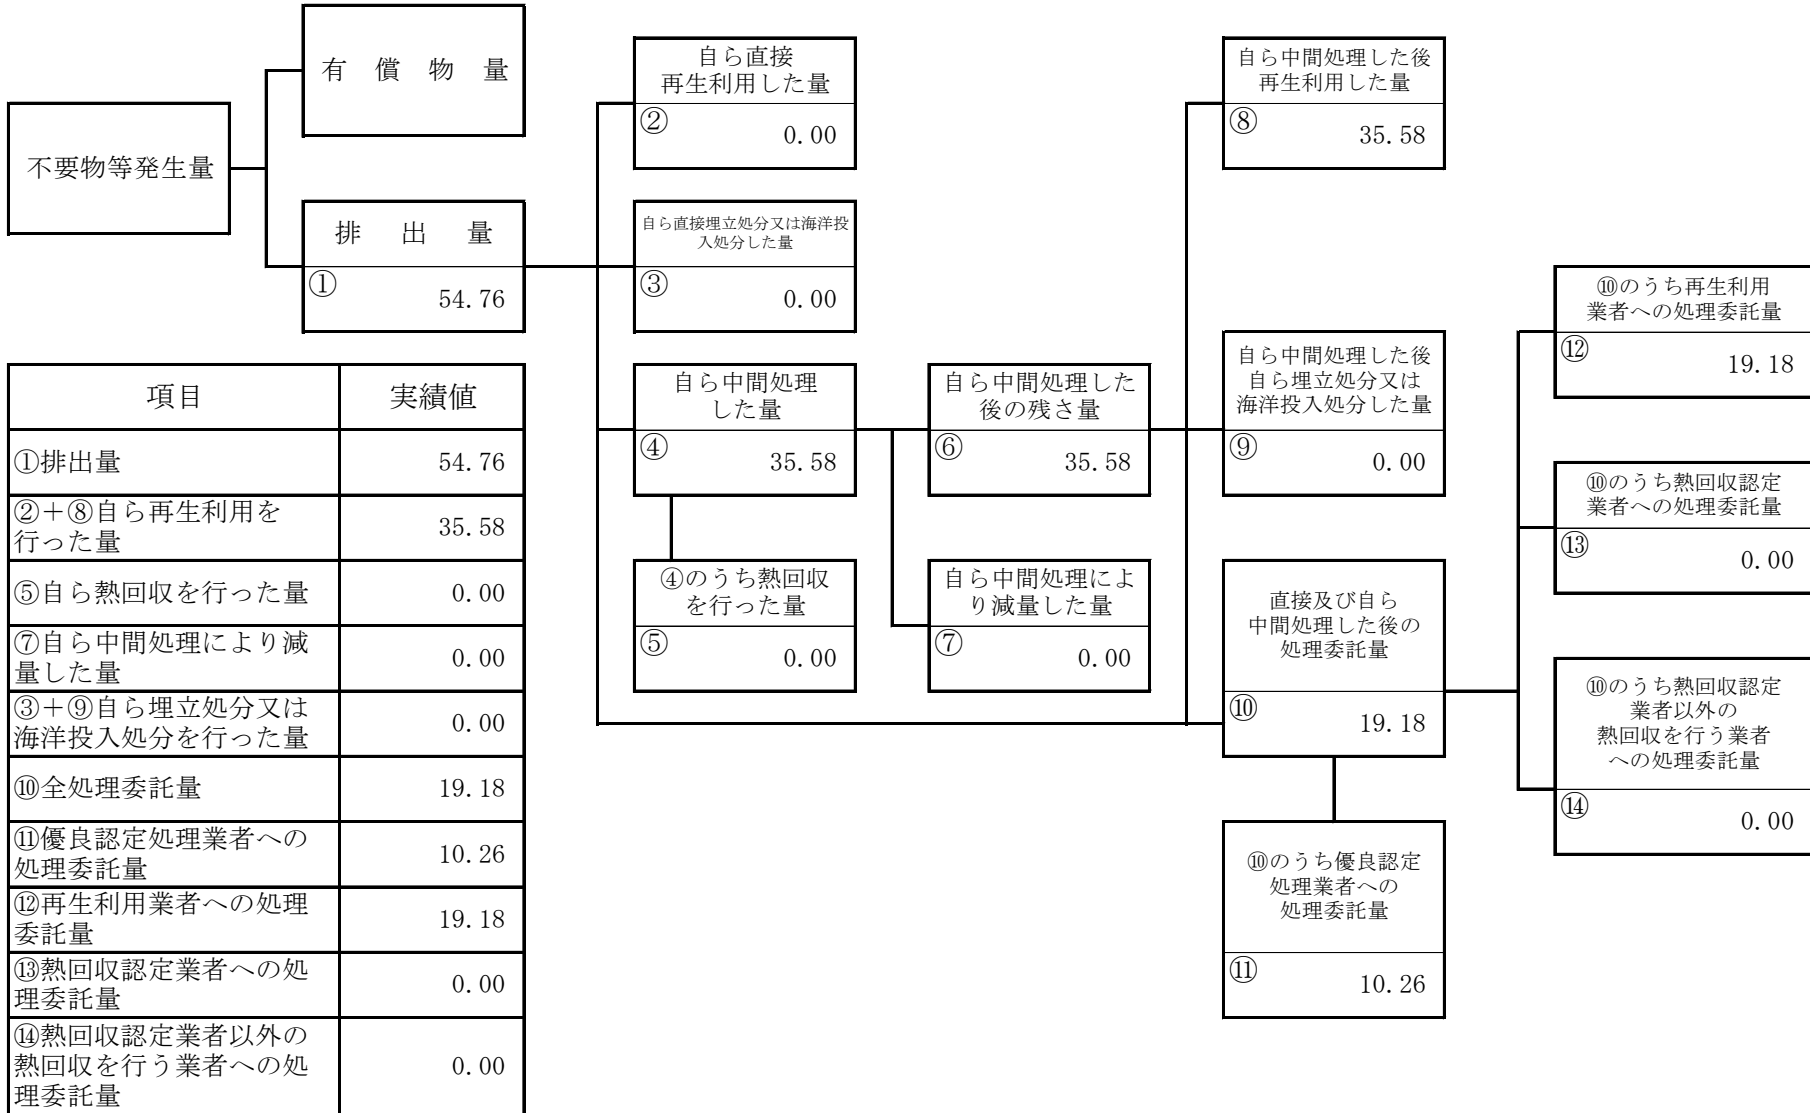 有償物量
不要物等発生量
排出量
①
54.76
自ら直接
再生利用した量
②
0.00
自ら直接埋立処分又は海洋投
入処分した量
③
0.00
自ら中間処理
した量
④
35.58
④のうち熱回収
を行った量
⑤
0.00
自ら中間処理した
後の残さ量
⑥
35.58
自ら中間処理によ
り減量した量
⑦
0.00
自ら中間処理した後
再生利用した量
⑧
35.58
自ら中間処理した後
自ら埋立処分又は
海洋投入処分した量
⑨
0.00
直接及び自ら
中間処理した後の
処理委託量
⑩
19.18
⑩のうち優良認定
処理業者への
処理委託量
⑪
10.26
⑩のうち再生利用
業者への処理委託量
⑫
19.18
⑩のうち熱回収認定
業者への処理委託量
⑬
0.00
⑩のうち熱回収認定
業者以外の
熱回収を行う業者
への処理委託量
⑭
0.00
項目 実績値
①排出量 54.76
②+⑧自ら再生利用を
行った量 35.58
⑤自ら熱回収を行った量 0.00
⑦自ら中間処理により減
量した量 0.00
③+⑨自ら埋立処分又は
海洋投入処分を行った量 0.00
⑩全処理委託量 19.18
⑪優良認定処理業者への
処理委託量 10.26
⑫再生利用業者への処理
委託量 19.18
⑬熱回収認定業者への処
理委託量 0.00
⑭熱回収認定業者以外の
熱回収を行う業者への処
理委託量 0.00